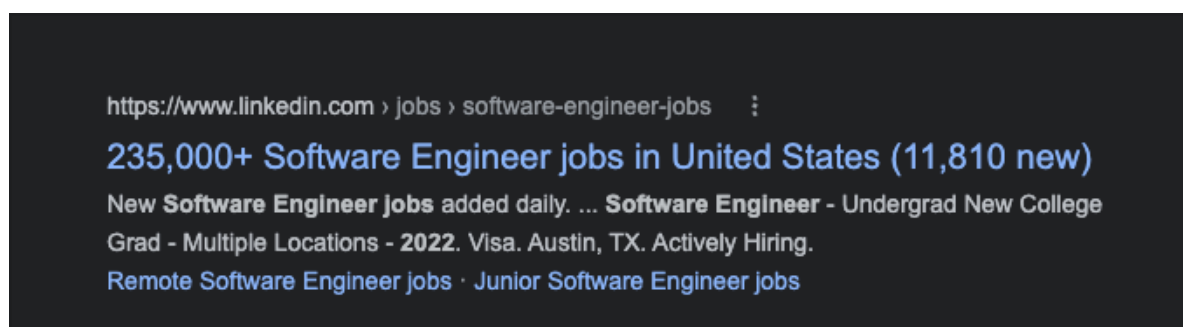 https://www.linkedin.com › jobs › software-engineer-jobs
235,000+ Software Engineer jobs in United States (11,810 new)
New Software Engineer jobs added daily. ... Software Engineer - Undergrad New College
Grad - Multiple Locations - 2022. Visa. Austin, TX. Actively Hiring.
Remote Software Engineer jobs · Junior Software Engineer jobs